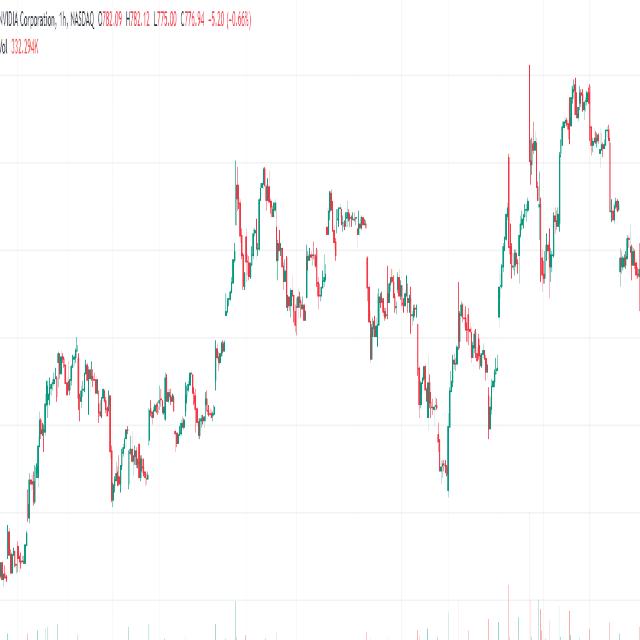 NVIDIA Corporation, 1h, NASDAQ O782.09 H782.12 L775.00 C776.94 −5.20 (−0.66%)
Vol 332.294K